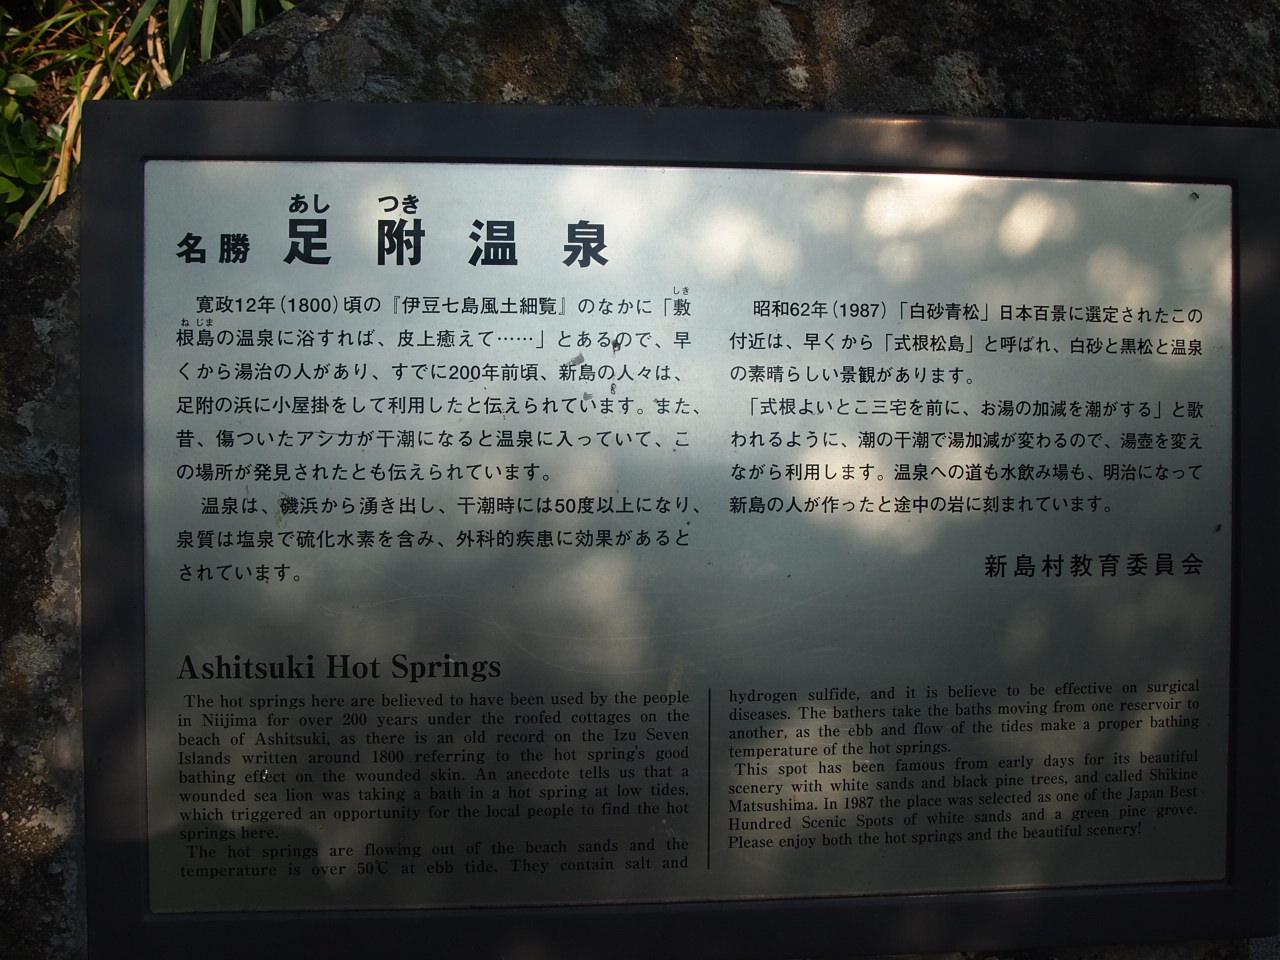 あし つき
名勝 足附温泉
寛政12年(1800)頃の『伊豆七島風土細覧』のなかに「敷
根島の温泉に浴すれば、皮上癒えて……」とあるので、早
くから湯治の人があり、すでに200年前頃、新島の人々は、
足附の浜に小屋掛をして利用したと伝えられています。また、
昔、傷ついたアシカが干潮になると温泉に入っていて、こ
の場所が発見されたとも伝えられています。
温泉は、磯浜から湧き出し、干潮時には50度以上になり、
泉質は塩泉で硫化水素を含み、外科的疾患に効果があると
されています。
昭和62年(1987)「白砂青松」日本百景に選定されたこの
付近は、早くから「式根松島」と呼ばれ、白砂と黒松と温泉
の素晴らしい景観があります。
「式根よいとこ三宅を前に、お湯の加減を潮がする」と歌
われるように、潮の干潮で湯加減が変わるので、湯壺を変え
ながら利用します。温泉への道も水飲み場も、明治になって
新島の人が作ったと途中の岩に刻まれています。
新島村教育委員会
Ashitsuki Hot Springs
The hot springs here are believed to have been used by the people
in Niijima for over 200 years under the roofed cottages on the
beach of Ashitsuki, as there is an old record on the Izu Seven
Islands written around 1800 referring to the hot spring's good
bathing effect on the wounded skin. An anecdote tells us that a
wounded sea lion was taking a bath in a hot spring at low tides,
which triggered an opportunity for the local people to find the hot
springs here.
The hot springs are flowing out of the beach sands and the
temperature is over 50℃ at ebb tide. They contain salt and
hydrogen sulfide, and it is believe to be effective on surgical
diseases. The bathers take the baths moving from one reservoir to
another, as the ebb and flow of the tides make a proper bathing
temperature of the hot springs.
This spot has been famous from early days for its beautiful
scenery with white sands and black pine trees, and called Shikine
Matsushima. In 1987 the place was selected as one of the Japan Best
Hundred Scenic Spots of white sands and a green pine grove.
Please enjoy both the hot springs and the beautiful scenery!